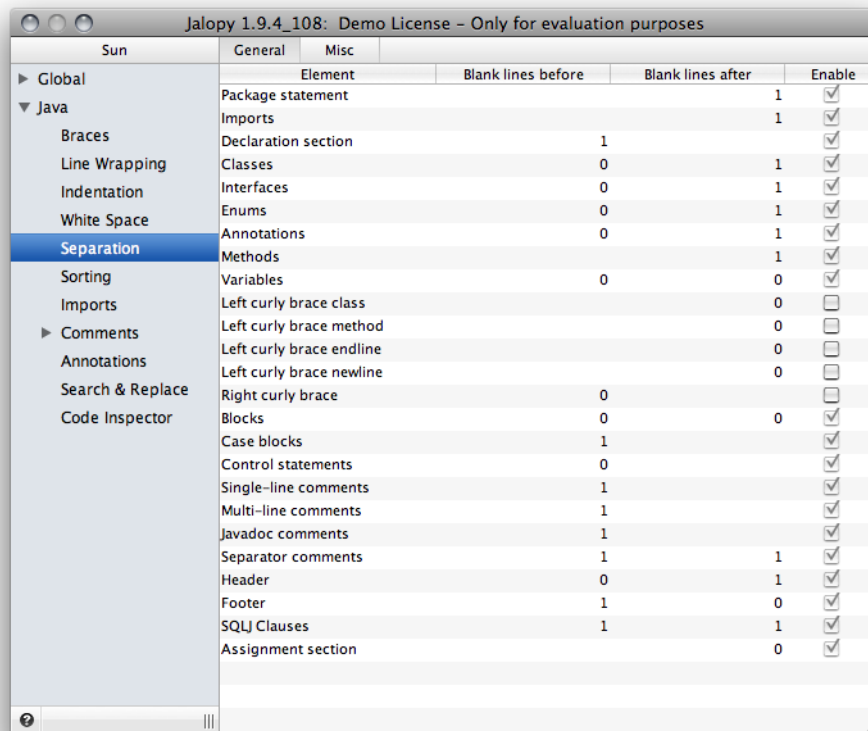 Jalopy 1.9.4_108: Demo License – Only for evaluation purposes
Sun
General Misc
Global
Java
Braces
Line Wrapping
Indentation
White Space
Separation
Sorting
Imports
Comments
Annotations
Search & Replace
Code Inspector
Element Blank lines before Blank lines after Enable
Package statement 1
Imports 1
Declaration section 1
Classes 0 1
Interfaces 0 1
Enums 0 1
Annotations 0 1
Methods 1
Variables 0 0
Left curly brace class 0
Left curly brace method 0
Left curly brace endline 0
Left curly brace newline 0
Right curly brace 0
Blocks 0 0
Case blocks 1
Control statements 0
Single-line comments 1
Multi-line comments 1
Javadoc comments 1
Separator comments 1 1
Header 0 1
Footer 1 0
SQLJ Clauses 1 1
Assignment section 0
?